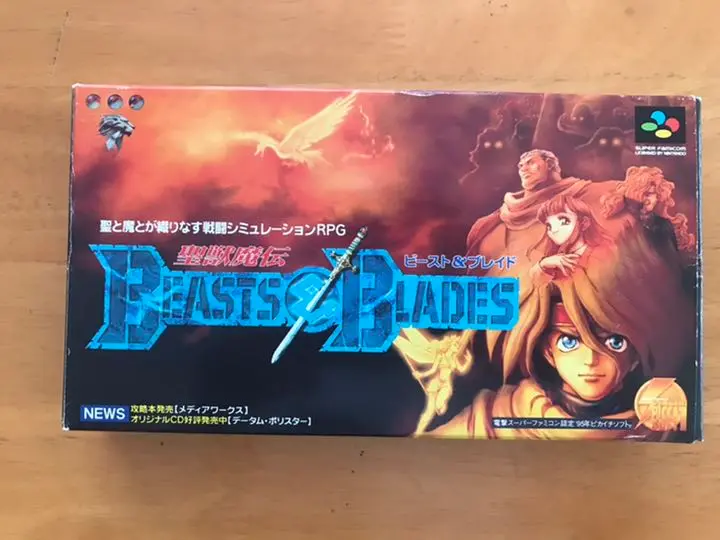 SUPER FAMICOM
LICENSED BY NINTENDO
聖と魔とが織りなす戦闘シミュレーションRPG
聖獣魔伝
ビースト&ブレイド
BEASTS & BLADES
NEWS
攻略本発売【メディアワークス】
オリジナルCD好評発売中【データム・ポリスター】
電撃スーパーファミコン認定'95年ピカイチソフト。